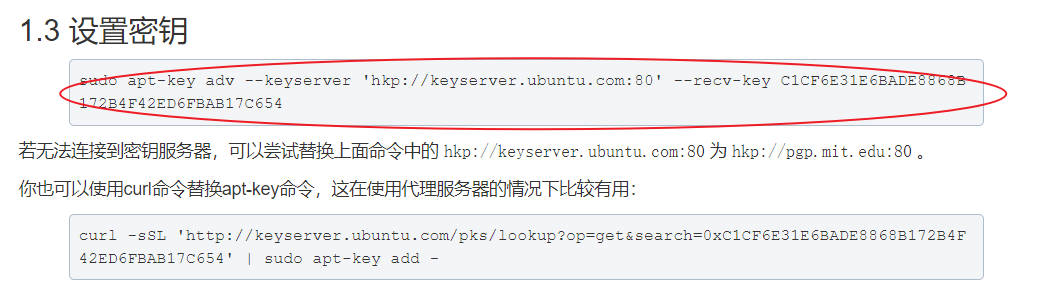 1.3 设置密钥
sudo apt-key adv --keyserver 'hkp://keyserver.ubuntu.com:80' --recv-key C1CF6E31E6BADE8868B
172B4F42ED6FBAB17C654
若无法连接到密钥服务器，可以尝试替换上面命令中的 hkp://keyserver.ubuntu.com:80 为 hkp://pgp.mit.edu:80 。
你也可以使用curl命令替换apt-key命令，这在使用代理服务器的情况下比较有用：
curl -sSL 'http://keyserver.ubuntu.com/pks/lookup?op=get&search=0xC1CF6E31E6BADE8868B172B4F
42ED6FBAB17C654' | sudo apt-key add -